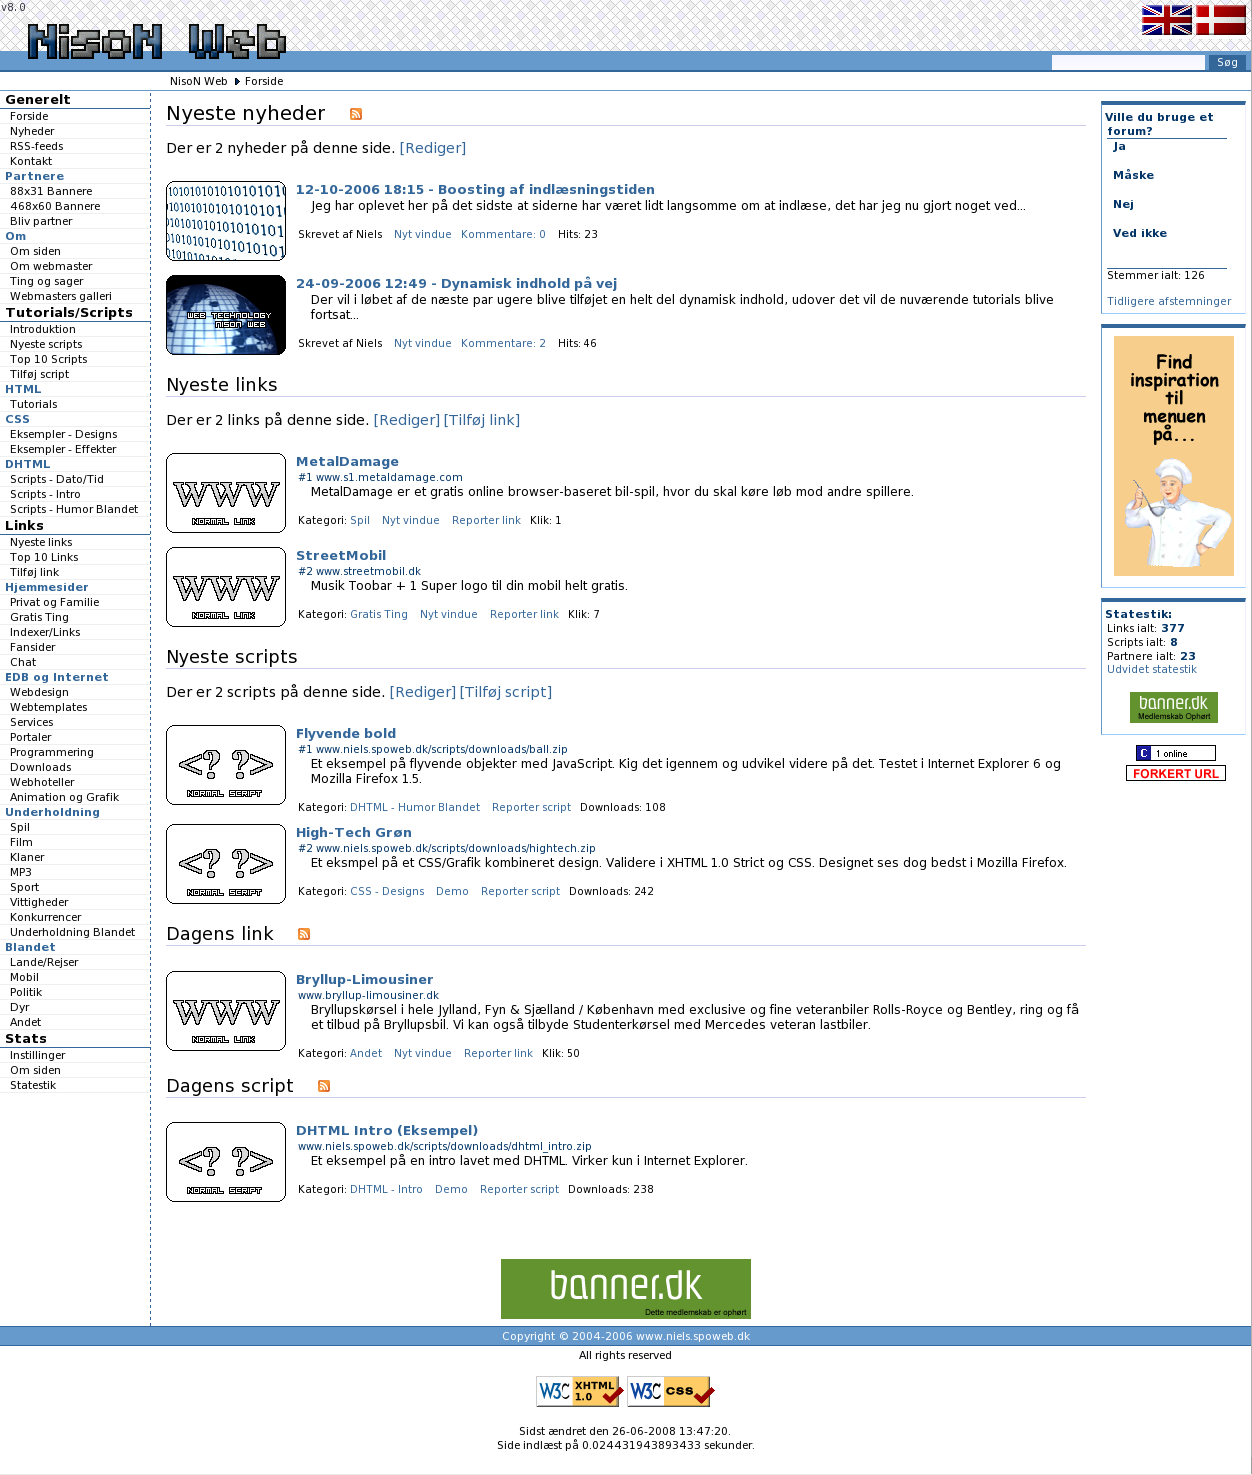 v8.0
NisoN Web
Søg
NisoN Web Forside
Generelt
Forside
Nyheder
RSS-feeds
Kontakt
Partnere
88x31 Bannere
468x60 Bannere
Bliv partner
Om
Om siden
Om webmaster
Ting og sager
Webmasters galleri
Tutorials/Scripts
Introduktion
Nyeste scripts
Top 10 Scripts
Tilføj script
HTML
Tutorials
CSS
Eksempler - Designs
Eksempler - Effekter
DHTML
Scripts - Dato/Tid
Scripts - Intro
Scripts - Humor Blandet
Links
Nyeste links
Top 10 Links
Tilføj link
Hjemmesider
Privat og Familie
Gratis Ting
Indexer/Links
Fansider
Chat
EDB og Internet
Webdesign
Webtemplates
Services
Portaler
Programmering
Downloads
Webhoteller
Animation og Grafik
Underholdning
Spil
Film
Klaner
MP3
Sport
Vittigheder
Konkurrencer
Underholdning Blandet
Blandet
Lande/Rejser
Mobil
Politik
Dyr
Andet
Stats
Instillinger
Om siden
Statestik
Nyeste nyheder
Der er 2 nyheder på denne side. [Rediger]
12-10-2006 18:15 - Boosting af indlæsningstiden
Jeg har oplevet her på det sidste at siderne har været lidt langsomme om at indlæse, det har jeg nu gjort noget ved...
Skrevet af Niels Nyt vindue Kommentare: 0 Hits: 23
WEB-TECHNOLOGY
NISON WEB
24-09-2006 12:49 - Dynamisk indhold på vej
Der vil i løbet af de næste par ugere blive tilføjet en helt del dynamisk indhold, udover det vil de nuværende tutorials blive
fortsat...
Skrevet af Niels Nyt vindue Kommentare: 2 Hits: 46
Nyeste links
Der er 2 links på denne side. [Rediger] [Tilføj link]
WWW
NORMAL LINK
MetalDamage
#1 www.s1.metaldamage.com
MetalDamage er et gratis online browser-baseret bil-spil, hvor du skal køre løb mod andre spillere.
Kategori: Spil Nyt vindue Reporter link Klik: 1
WWW
NORMAL LINK
StreetMobil
#2 www.streetmobil.dk
Musik Toobar + 1 Super logo til din mobil helt gratis.
Kategori: Gratis Ting Nyt vindue Reporter link Klik: 7
Nyeste scripts
Der er 2 scripts på denne side. [Rediger] [Tilføj script]
<? ?>
NORMAL SCRIPT
Flyvende bold
#1 www.niels.spoweb.dk/scripts/downloads/ball.zip
Et eksempel på flyvende objekter med JavaScript. Kig det igennem og udvikel videre på det. Testet i Internet Explorer 6 og
Mozilla Firefox 1.5.
Kategori: DHTML - Humor Blandet Reporter script Downloads: 108
<? ?>
NORMAL SCRIPT
High-Tech Grøn
#2 www.niels.spoweb.dk/scripts/downloads/hightech.zip
Et eksmpel på et CSS/Grafik kombineret design. Validere i XHTML 1.0 Strict og CSS. Designet ses dog bedst i Mozilla Firefox.
Kategori: CSS - Designs Demo Reporter script Downloads: 242
Dagens link
WWW
NORMAL LINK
Bryllup-Limousiner
www.bryllup-limousiner.dk
Bryllupskørsel i hele Jylland, Fyn & Sjælland / København med exclusive og fine veteranbiler Rolls-Royce og Bentley, ring og få
et tilbud på Bryllupsbil. Vi kan også tilbyde Studenterkørsel med Mercedes veteran lastbiler.
Kategori: Andet Nyt vindue Reporter link Klik: 50
Dagens script
<? ?>
NORMAL SCRIPT
DHTML Intro (Eksempel)
www.niels.spoweb.dk/scripts/downloads/dhtml_intro.zip
Et eksempel på en intro lavet med DHTML. Virker kun i Internet Explorer.
Kategori: DHTML - Intro Demo Reporter script Downloads: 238
Ville du bruge et
forum?
Ja
Måske
Nej
Ved ikke
Stemmer ialt: 126
Tidligere afstemninger
Find
inspiration
til
menuen
på...
Statestik:
Links ialt: 377
Scripts ialt: 8
Partnere ialt: 23
Udvidet statestik
banner.dk
Medlemskab Ophørt
C 1 online
FORKERT URL
banner.dk
Dette medlemskab er ophørt
Copyright © 2004-2006 www.niels.spoweb.dk
All rights reserved
W3C XHTML 1.0
W3C CSS
Sidst ændret den 26-06-2008 13:47:20.
Side indlæst på 0.024431943893433 sekunder.